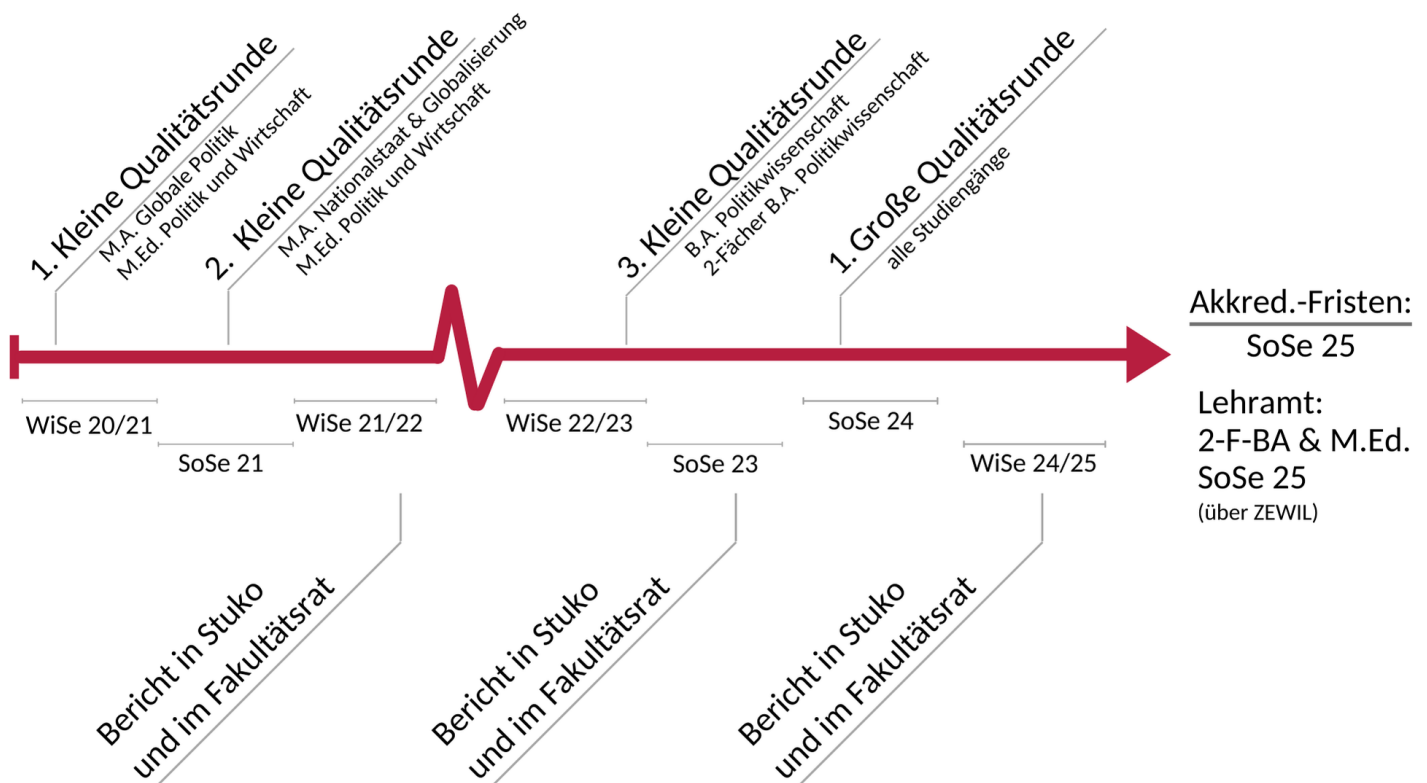 1. Kleine Qualitätsrunde
M.A. Globale Politik
M.Ed. Politik und Wirtschaft
2. Kleine Qualitätsrunde
M.A. Nationalstaat & Globalisierung
M.Ed. Politik und Wirtschaft
3. Kleine Qualitätsrunde
B.A. Politikwissenschaft
2-Fächer B.A. Politikwissenschaft
1. Große Qualitätsrunde
alle Studiengänge
Akkred.-Fristen:
SoSe 25
Lehramt:
2-F-BA & M.Ed.
SoSe 25
(über ZEWIL)
WiSe 20/21
SoSe 21
WiSe 21/22
WiSe 22/23
SoSe 23
SoSe 24
WiSe 24/25
Bericht in Stuko
und im Fakultätsrat
Bericht in Stuko
und im Fakultätsrat
Bericht in Stuko
und im Fakultätsrat